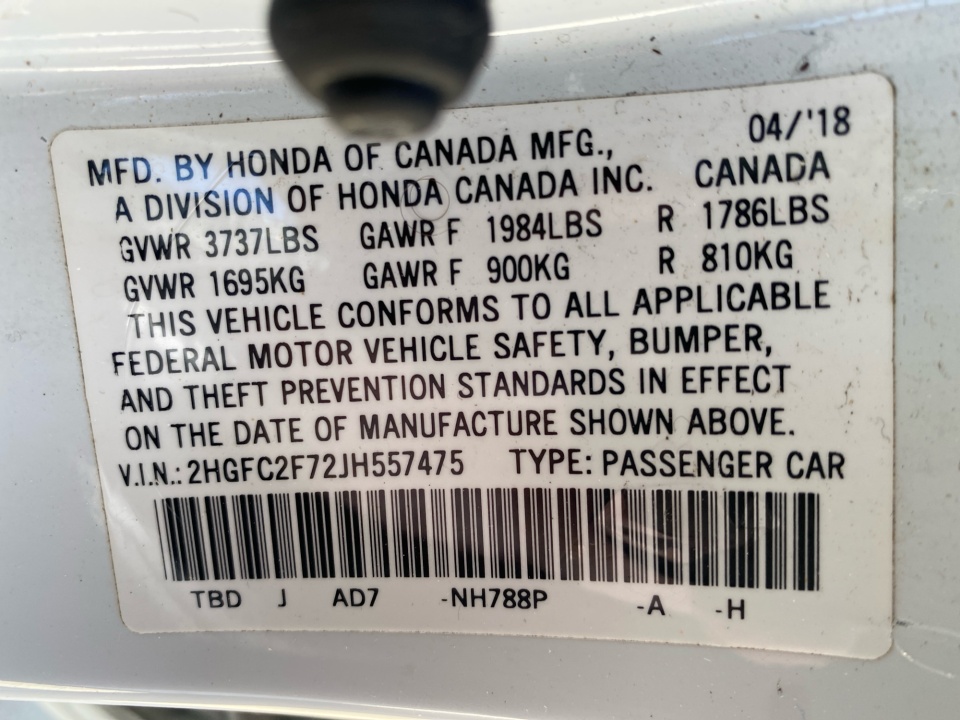 04/'18
MFD. BY HONDA OF CANADA MFG.,
A DIVISION OF HONDA CANADA INC. CANADA
GVWR 3737LBS GAWR F 1984LBS R 1786LBS
GVWR 1695KG GAWR F 900KG R 810KG
THIS VEHICLE CONFORMS TO ALL APPLICABLE
FEDERAL MOTOR VEHICLE SAFETY, BUMPER,
AND THEFT PREVENTION STANDARDS IN EFFECT
ON THE DATE OF MANUFACTURE SHOWN ABOVE.
V.I.N.: 2HGFC2F72JH557475 TYPE: PASSENGER CAR
TBD J AD7 -NH788P -A -H